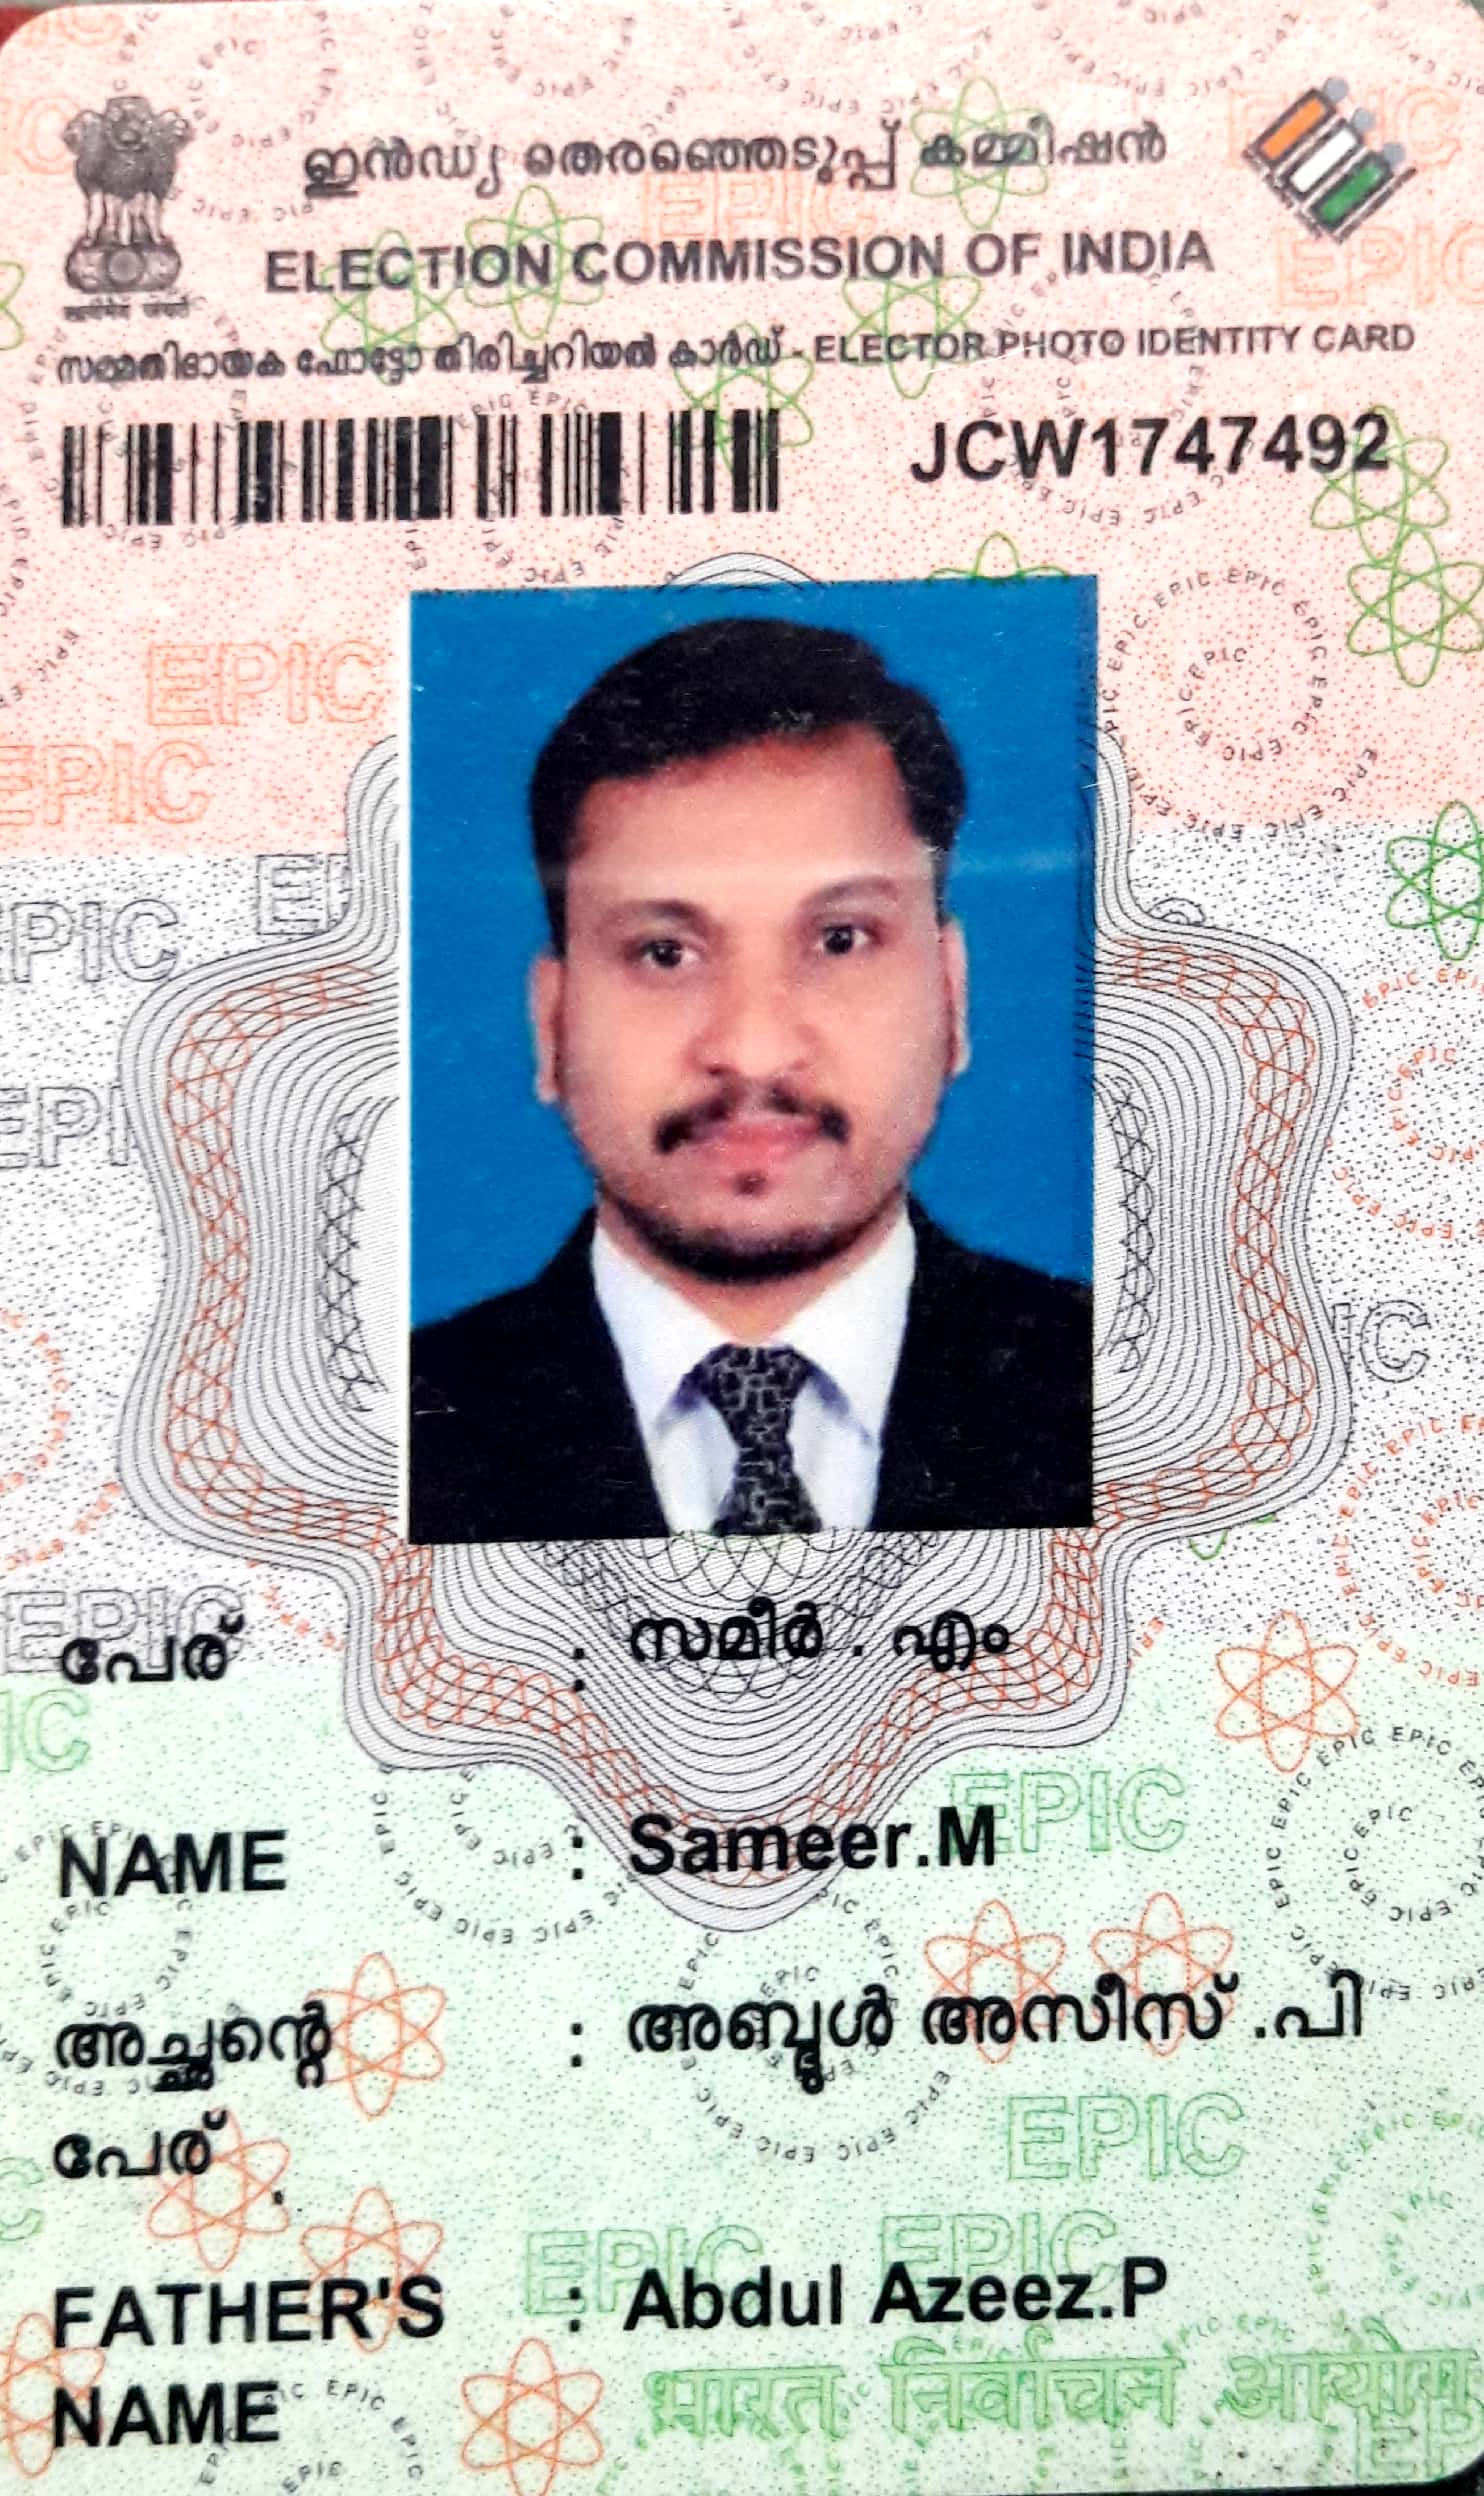 ഇൻഡ്യ തെരഞ്ഞെടുപ്പ് കമ്മീഷൻ
ELECTION COMMISSION OF INDIA
സമ്മതിദായക ഫോട്ടോ തിരിച്ചറിയൽ കാർഡ് - ELECTOR PHOTO IDENTITY CARD
JCW1747492
പേര് : സമീർ . എം
NAME : Sameer.M
അച്ഛന്റെ : അബ്ദുൾ അസീസ് .പി
പേര്
FATHER'S : Abdul Azeez.P
NAME
भारत निर्वाचन आयोग